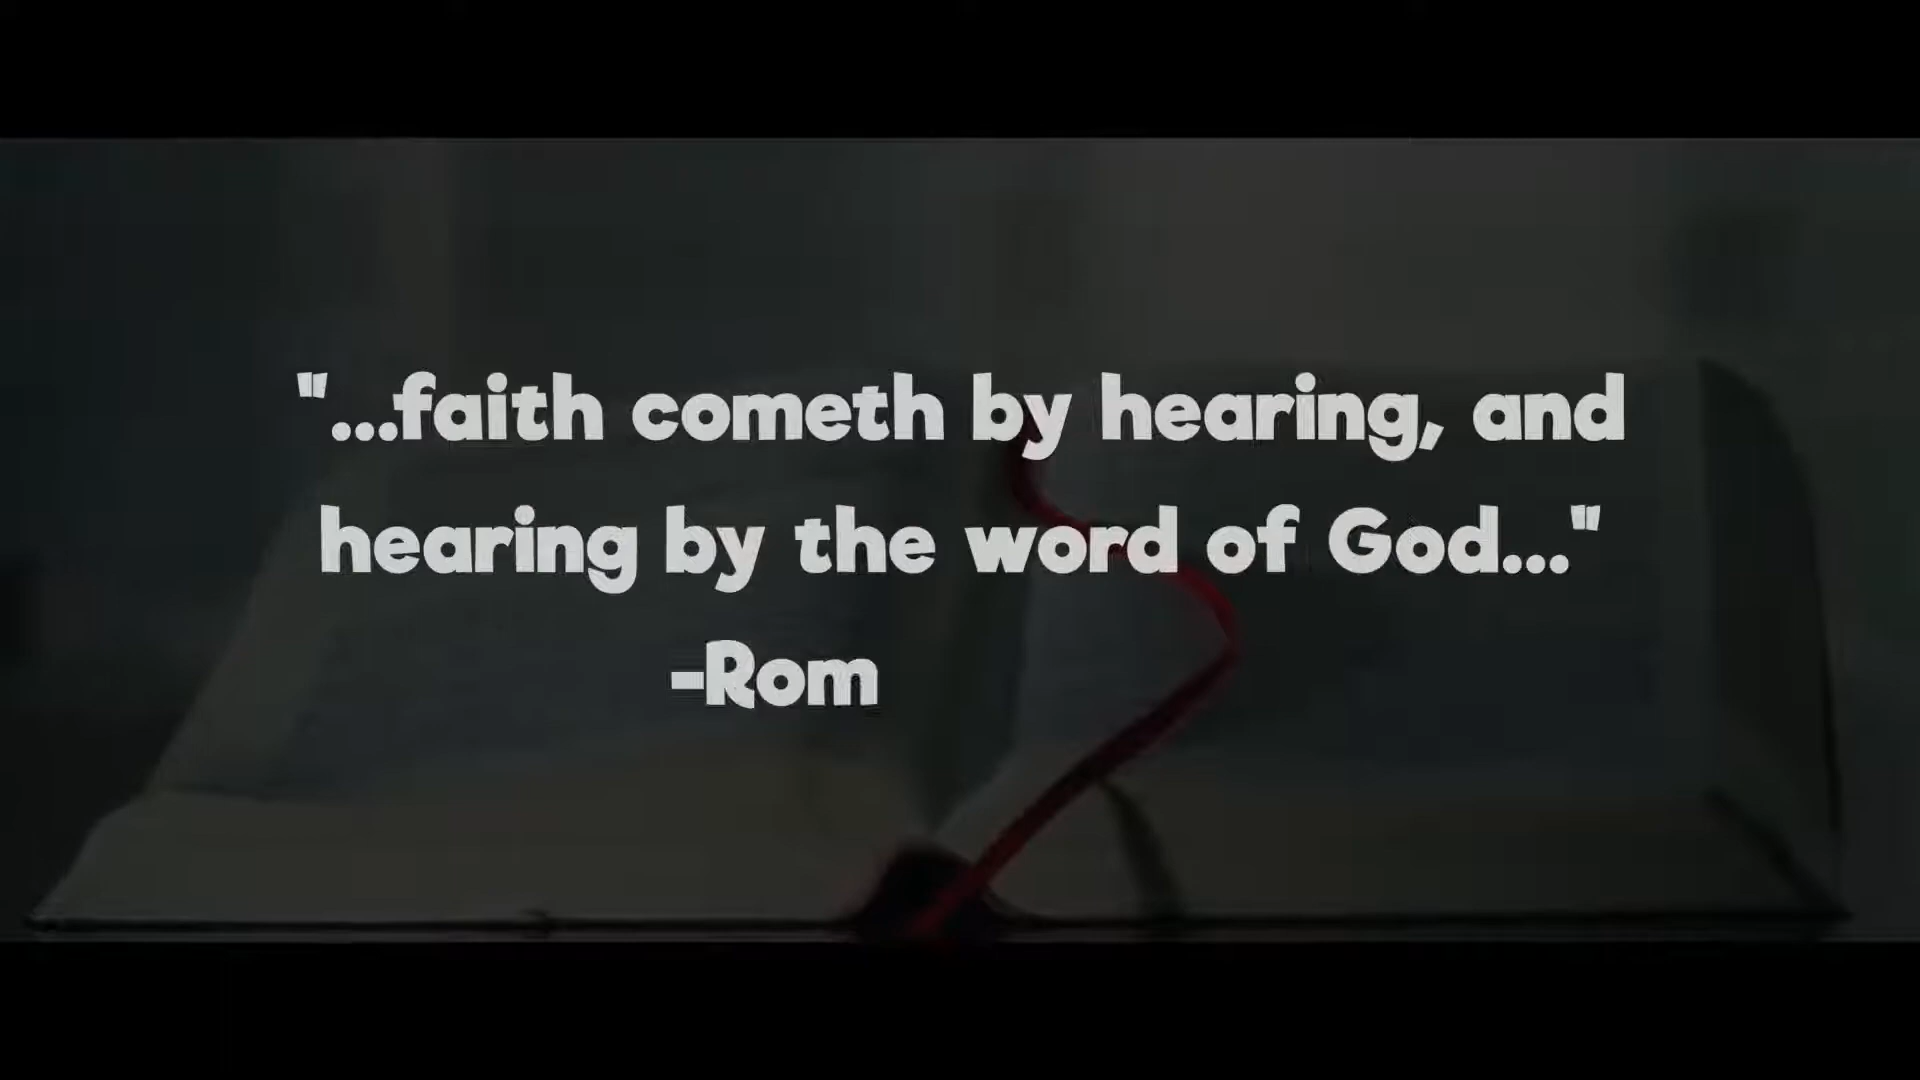 "...faith cometh by hearing, and
hearing by the word of God..."
-Rom